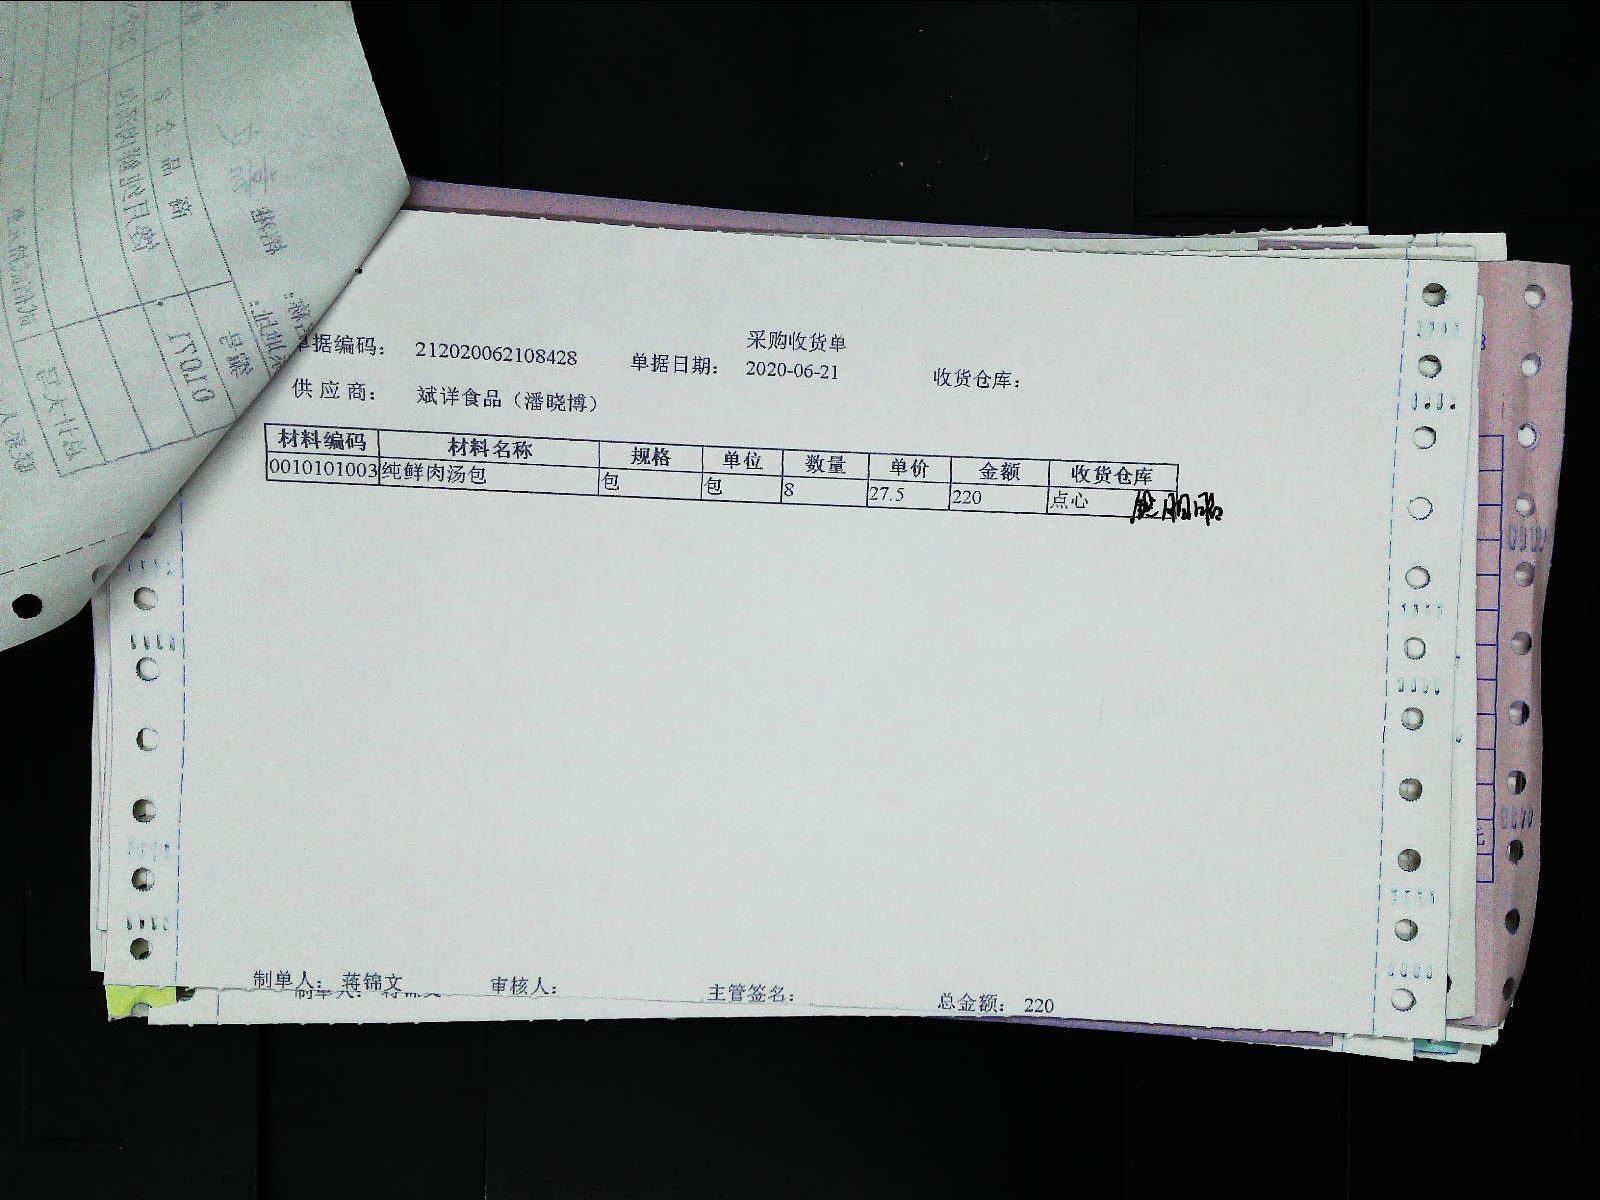 采购收货单
单据编码： 212020062108428 单据日期： 2020-06-21 收货仓库：
供应商： 斌详食品（潘晓博）
材料编码 材料名称 规格 单位 数量 单价 金额 收货仓库
0010101003 纯鲜肉汤包 包 包 8 27.5 220 点心
制单人： 蒋锦文 审核人： 主管签名： 总金额： 220